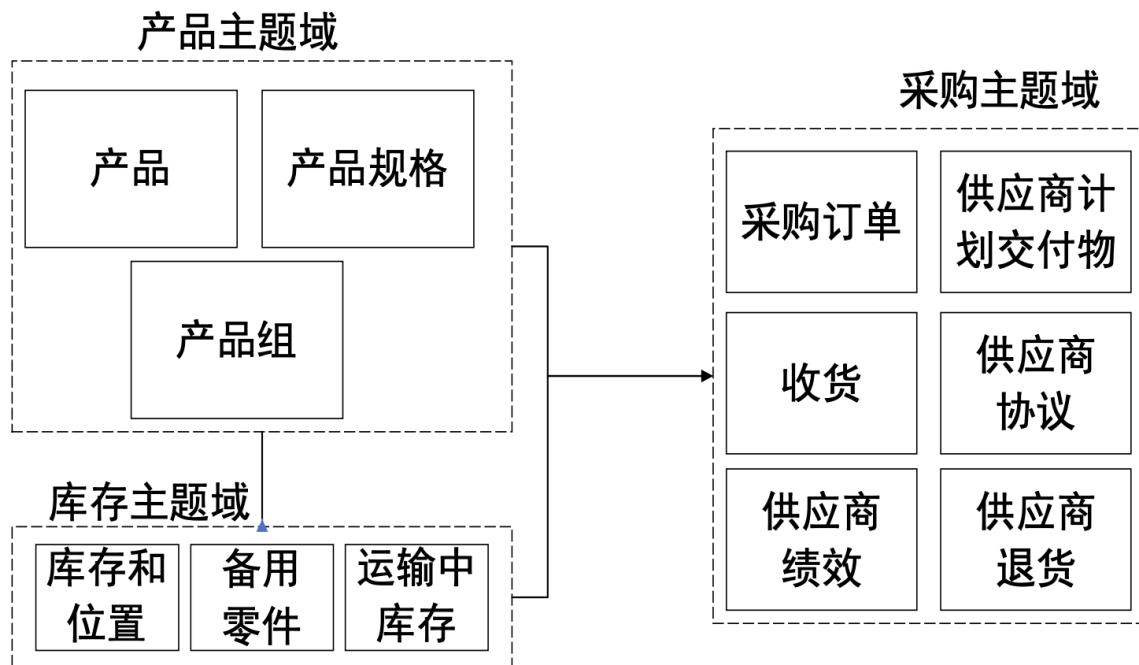 产品主题域
产品
产品规格
产品组
库存主题域
库存和
位置
备用
零件
运输中
库存
采购主题域
采购订单
供应商计
划交付物
收货
供应商
协议
供应商
绩效
供应商
退货